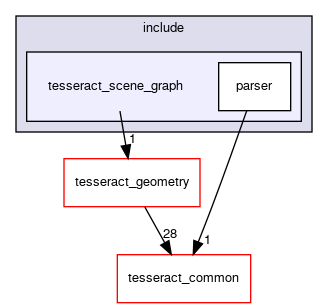 include
tesseract_scene_graph
parser
1
tesseract_geometry
28
1
tesseract_common